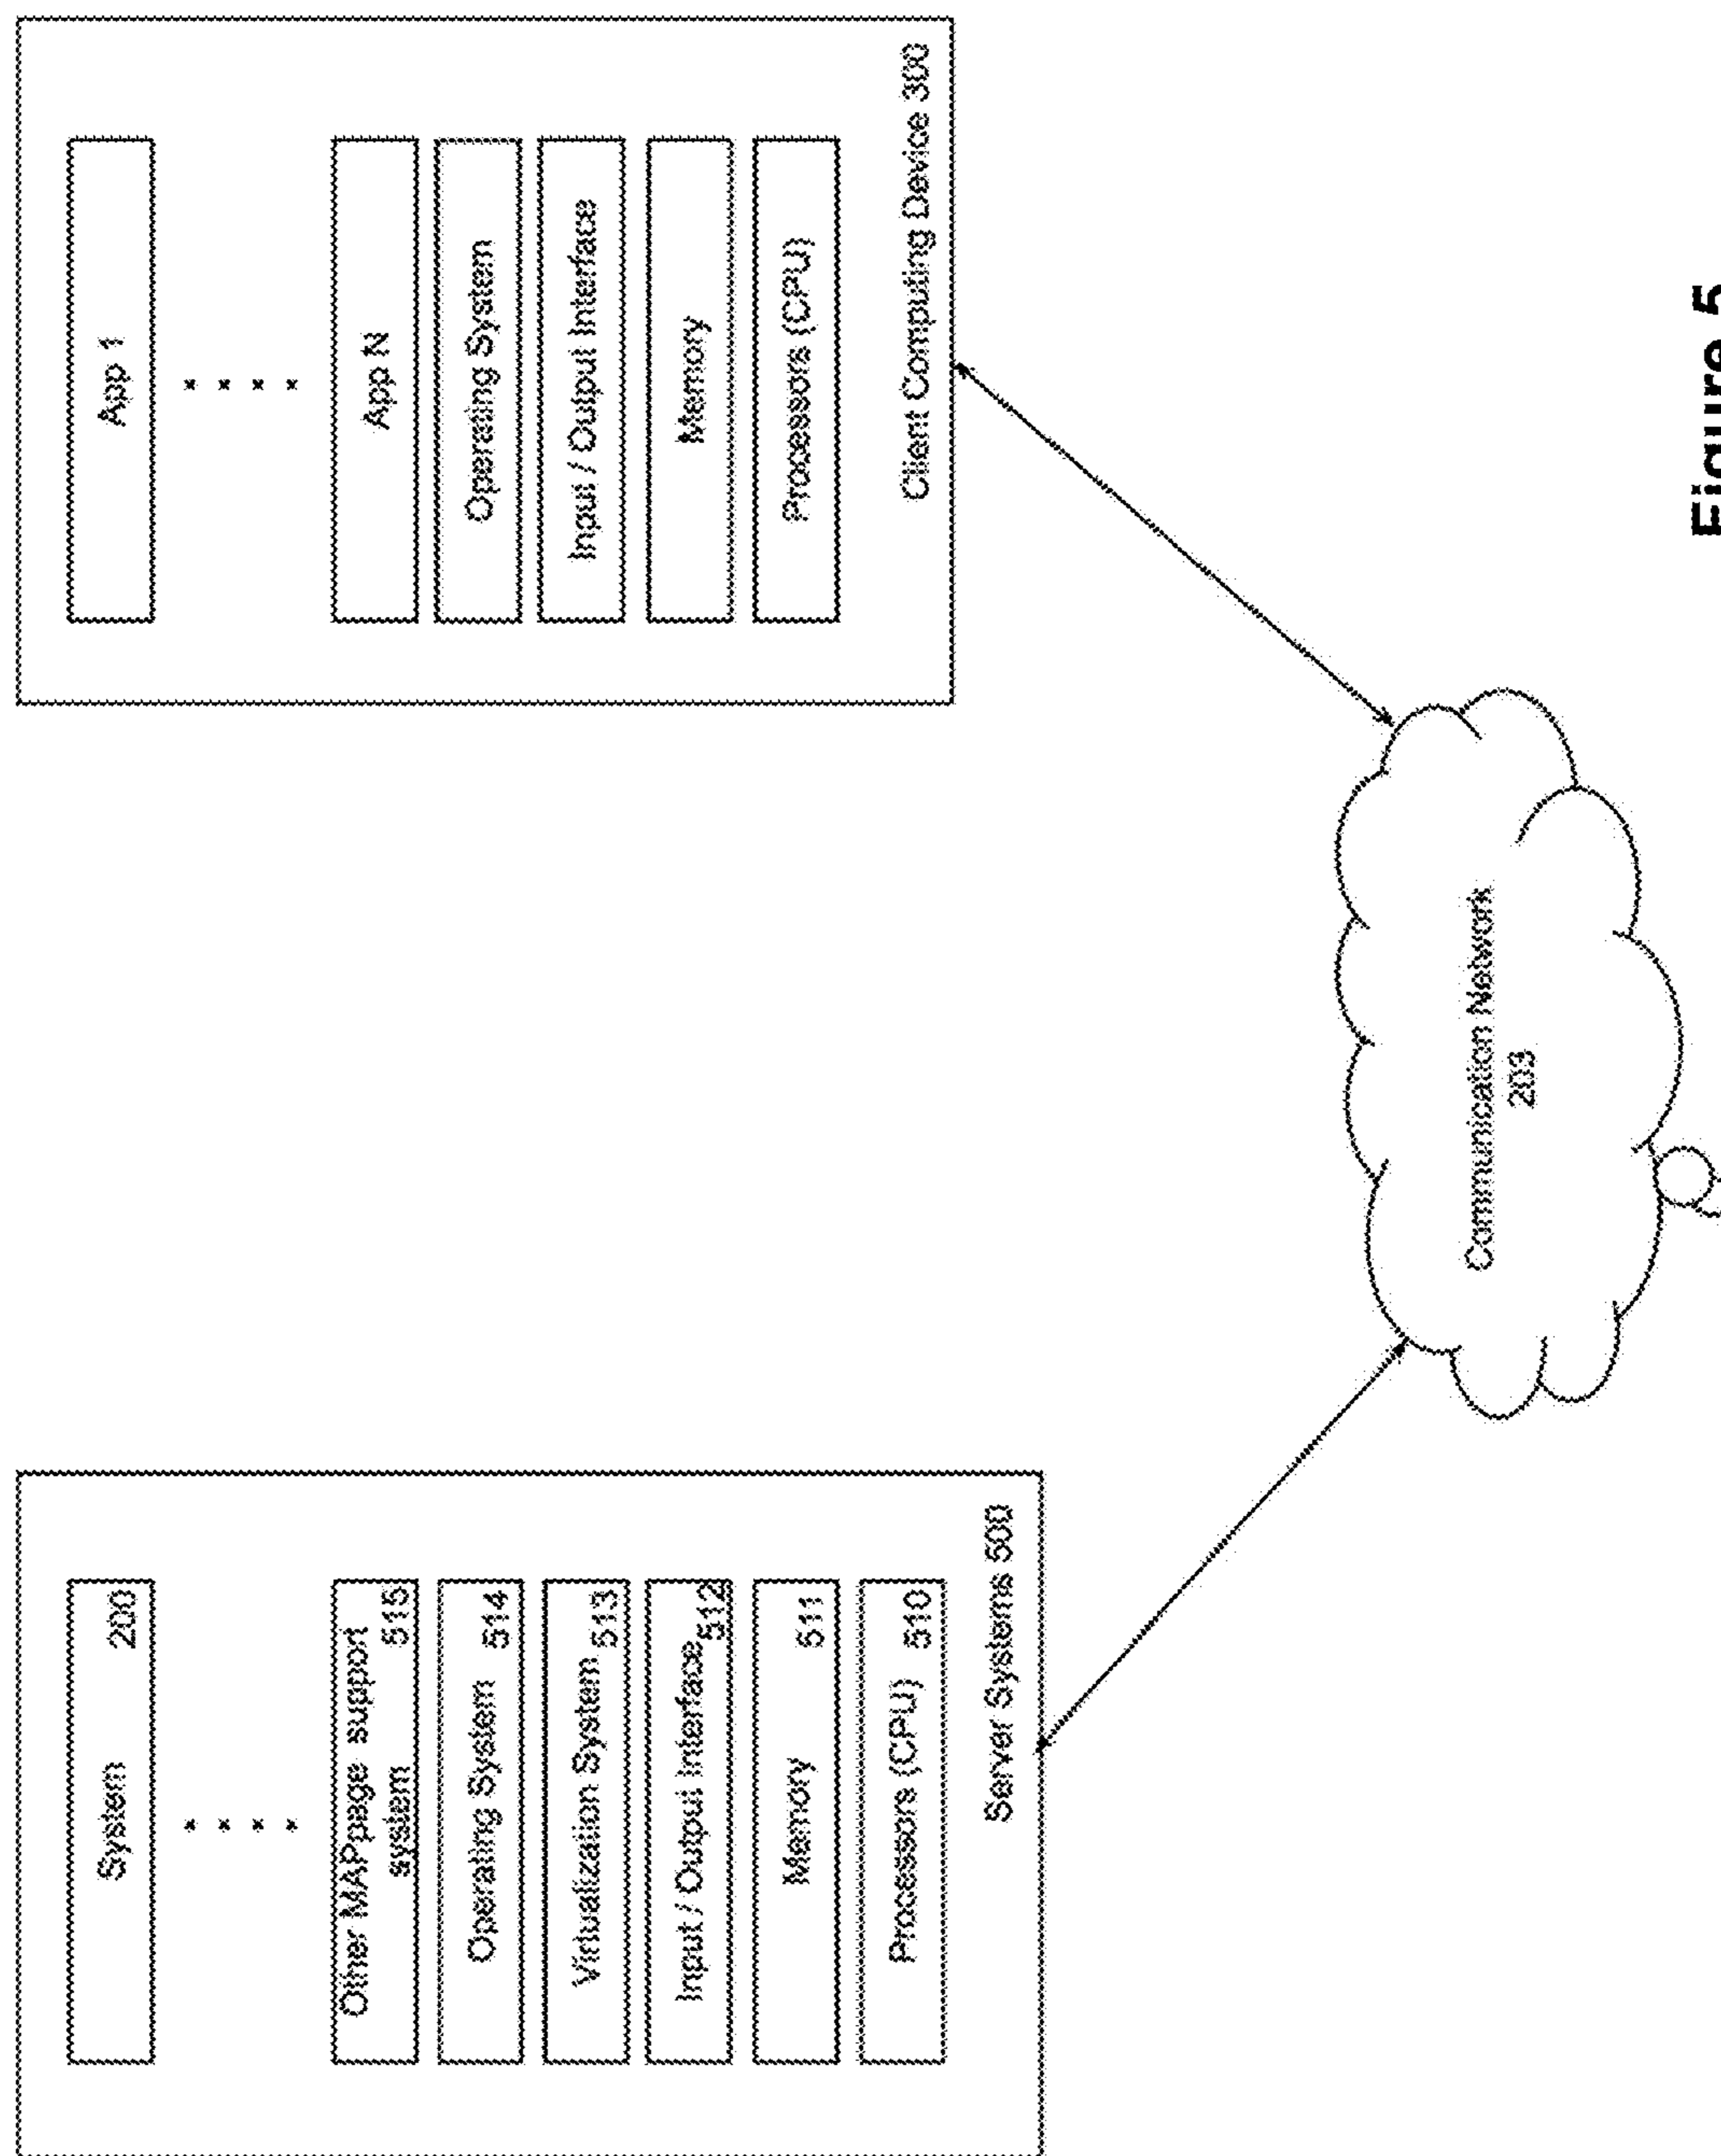 System 200
. . . .
Other MAPpage support
system 515
Operating System 514
Virtualization System 513
Input / Output Interface 512
Memory 511
Processors (CPU) 510
Server Systems 500
App 1
. . . .
App N
Operating System
Input / Output Interface
Memory
Processors (CPU)
Client Computing Device 300
Communication Network
203
Figure 5